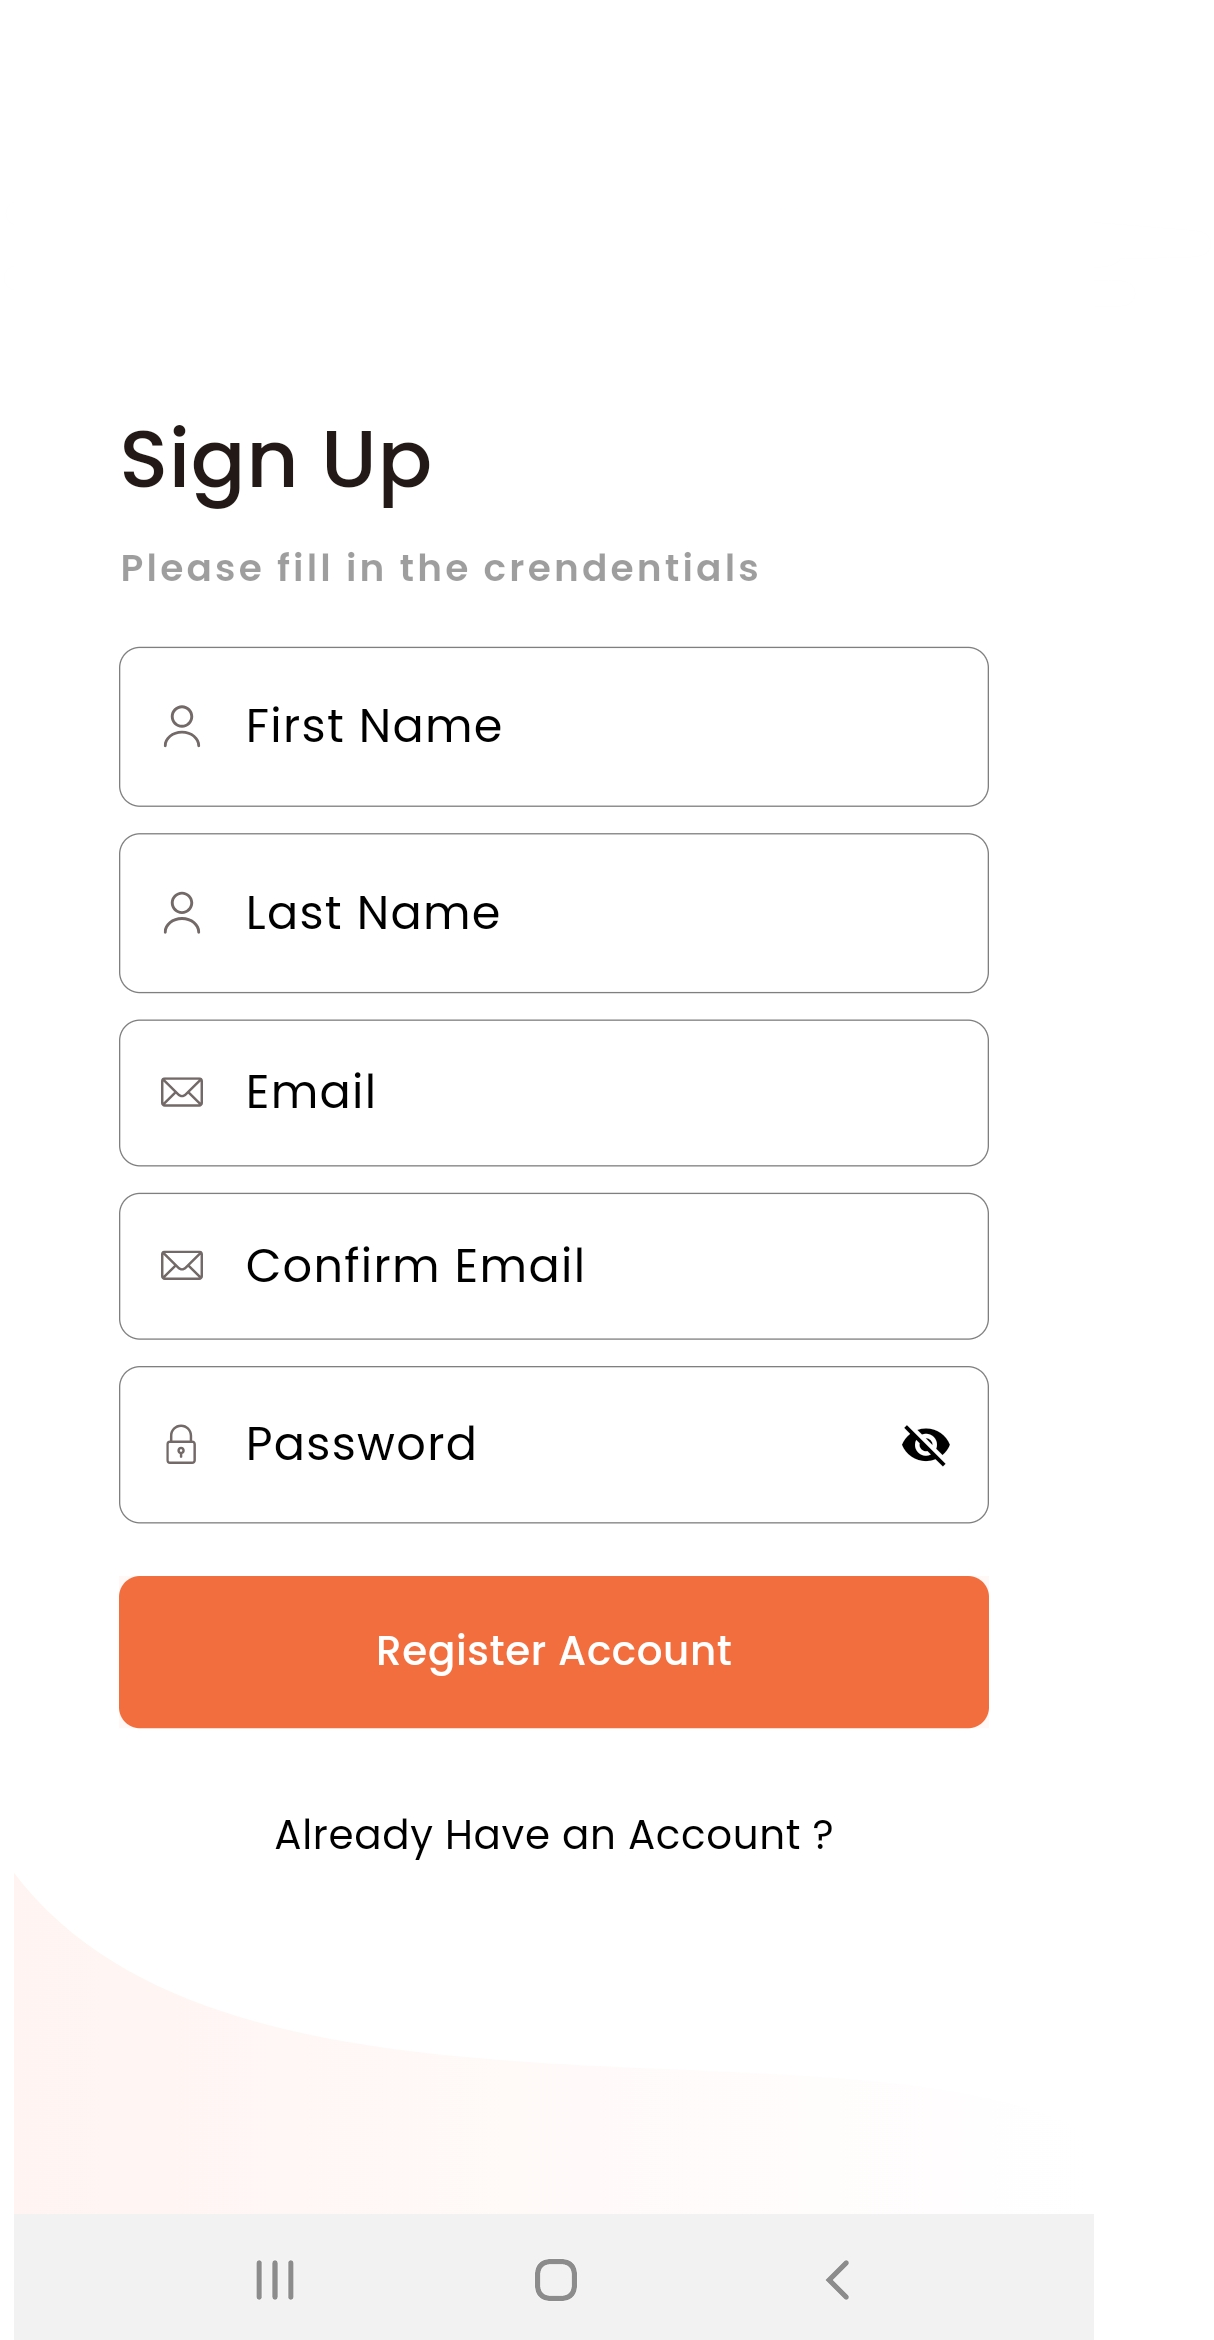 Sign Up
Please fill in the crendentials
First Name
Last Name
Email
Confirm Email
Password
Register Account
Already Have an Account ?